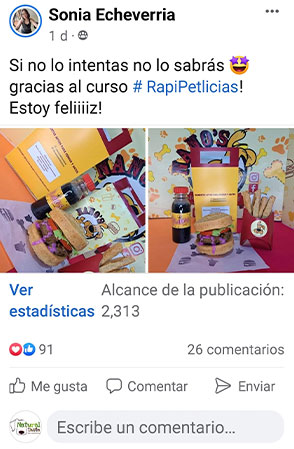 Sonia Echeverria
1 d ·
Si no lo intentas no lo sabrás
gracias al curso # RapiPetlicias!
Estoy feliiiiz!
Ver
estadísticas
Alcance de la publicación:
2,313
91
26 comentarios
Me gusta
Comentar
Enviar
Natural
Escribe un comentario...